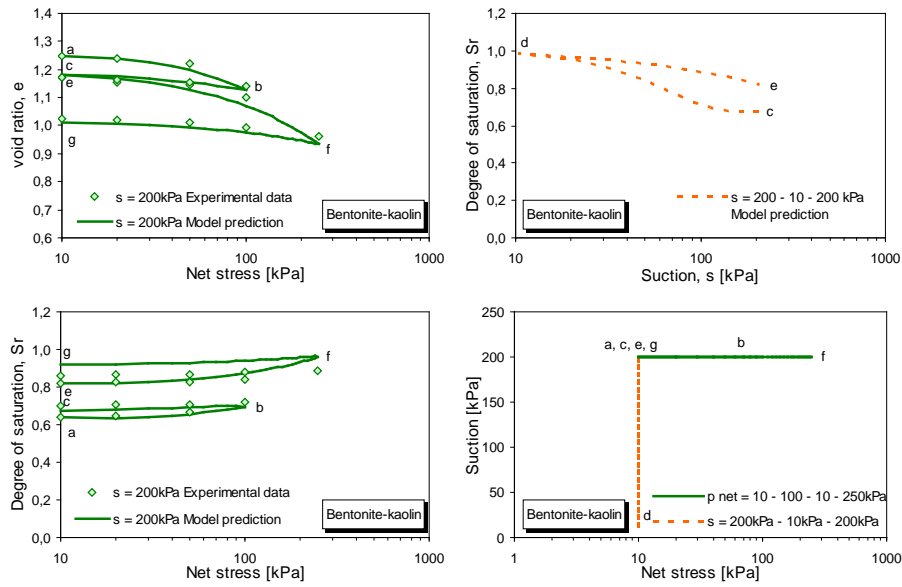 1,4
1,3
1,2
1,1
1,0
0,9
0,8
0,7
0,6
void ratio, e
a
c
e
b
g
f
s = 200kPa Experimental data
s = 200kPa Model prediction
Bentonite-kaolin
10
100
1000
Net stress [kPa]
1,2
1,0
0,8
0,6
0,4
0,2
0,0
Degree of saturation, Sr
d
e
c
s = 200 - 10 - 200 kPa
Model prediction
Bentonite-kaolin
10
100
1000
Suction, s [kPa]
1,2
1,0
0,8
0,6
0,4
0,2
0,0
Degree of saturation, Sr
g
f
e
c
b
a
s = 200kPa Experimental data
s = 200kPa Model prediction
Bentonite-kaolin
10
100
1000
Net stress [kPa]
250
200
150
100
50
0
Suction [kPa]
a, c, e, g
b
f
p net = 10 - 100 - 10 - 250kPa
s = 200kPa - 10kPa - 200kPa
d
Bentonite-kaolin
1
10
100
1000
Net stress [kPa]